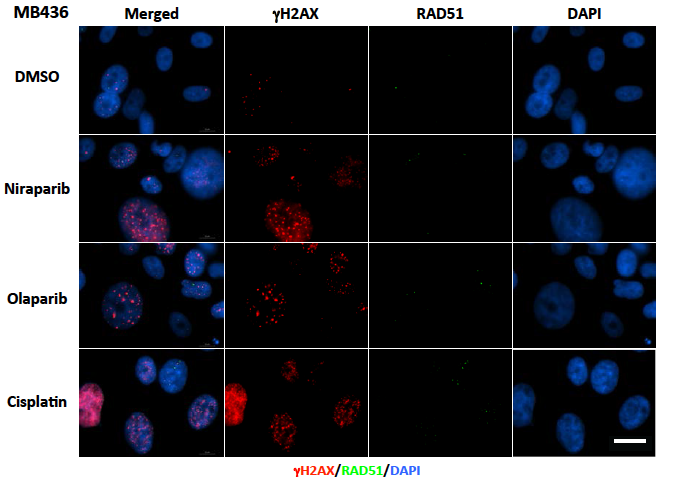 MB436 Merged γH2AX RAD51 DAPI
DMSO
Niraparib
Olaparib
Cisplatin
γH2AX/RAD51/DAPI